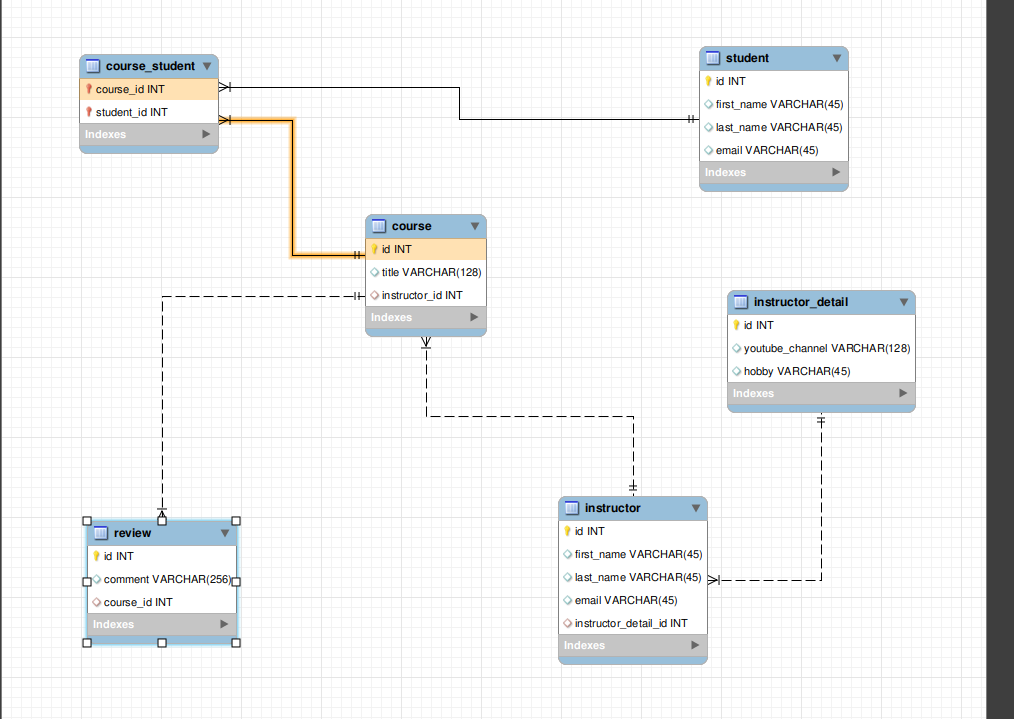 course_student
course_id INT
student_id INT
Indexes
student
id INT
first_name VARCHAR(45)
last_name VARCHAR(45)
email VARCHAR(45)
Indexes
course
id INT
title VARCHAR(128)
instructor_id INT
Indexes
instructor_detail
id INT
youtube_channel VARCHAR(128)
hobby VARCHAR(45)
Indexes
review
id INT
comment VARCHAR(256)
course_id INT
Indexes
instructor
id INT
first_name VARCHAR(45)
last_name VARCHAR(45)
email VARCHAR(45)
instructor_detail_id INT
Indexes